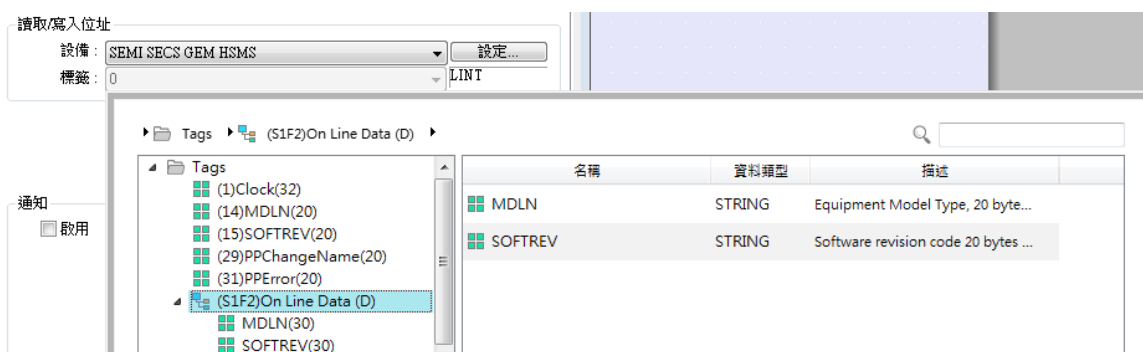 讀取/寫入位址
設備 : SEMI SECS GEM HSMS 設定...
標籤 : 0 LINT
Tags (S1F2)On Line Data (D)
通知
啟用
Tags
(1)Clock(32)
(14)MDLN(20)
(15)SOFTREV(20)
(29)PPChangeName(20)
(31)PPError(20)
(S1F2)On Line Data (D)
MDLN(30)
SOFTREV(30)
名稱 資料類型 描述
MDLN STRING Equipment Model Type, 20 byte...
SOFTREV STRING Software revision code 20 bytes ...